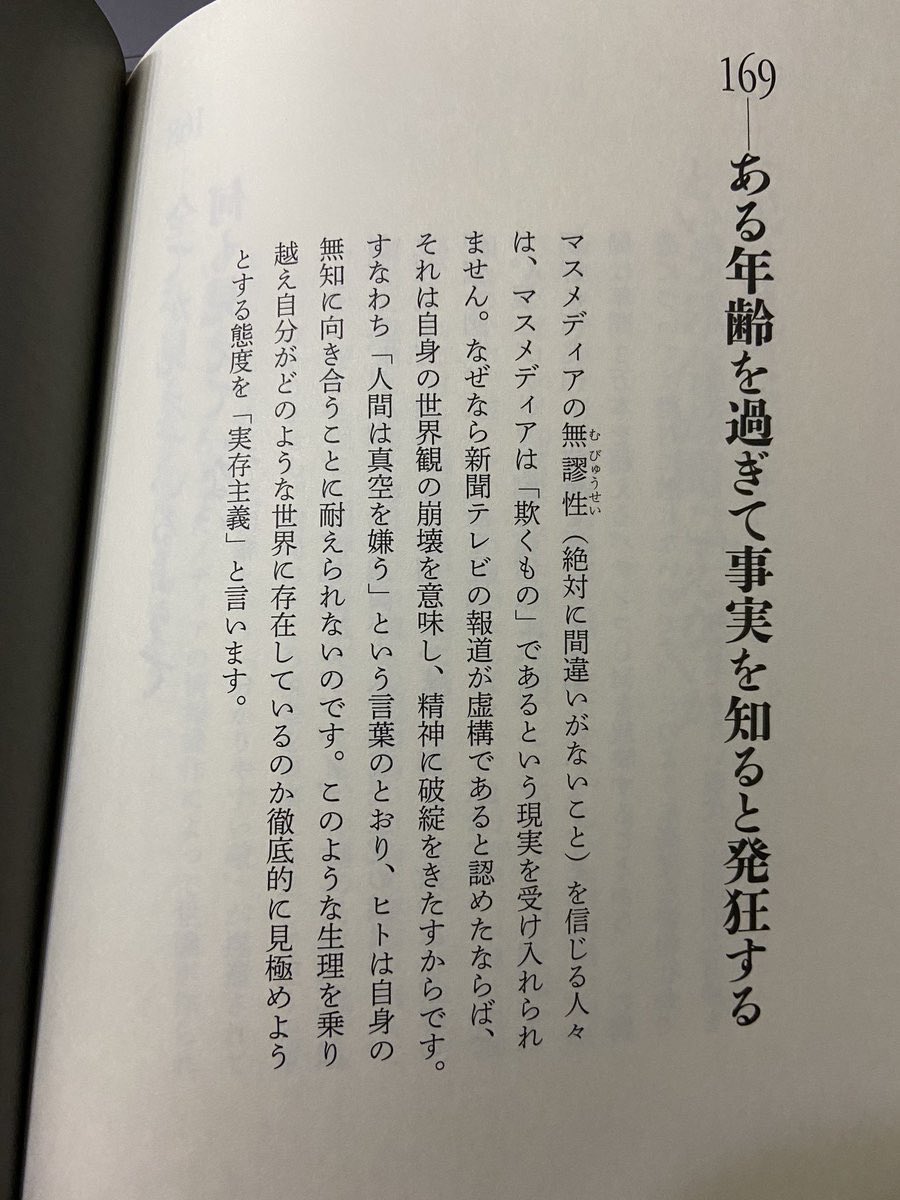 169—ある年齢を過ぎて事実を知ると発狂する
マスメディアの無謬性（絶対に間違いがないこと）を信じる人々
むびゅうせい
は、マスメディアは「欺くもの」であるという現実を受け入れられ
ません。なぜなら新聞テレビの報道が虚構であると認めたならば、
それは自身の世界観の崩壊を意味し、精神に破綻をきたすからです。
すなわち「人間は真空を嫌う」という言葉のとおり、ヒトは自身の
無知に向き合うことに耐えられないのです。このような生理を乗り
越え自分がどのような世界に存在しているのか徹底的に見極めよう
とする態度を「実存主義」と言います。